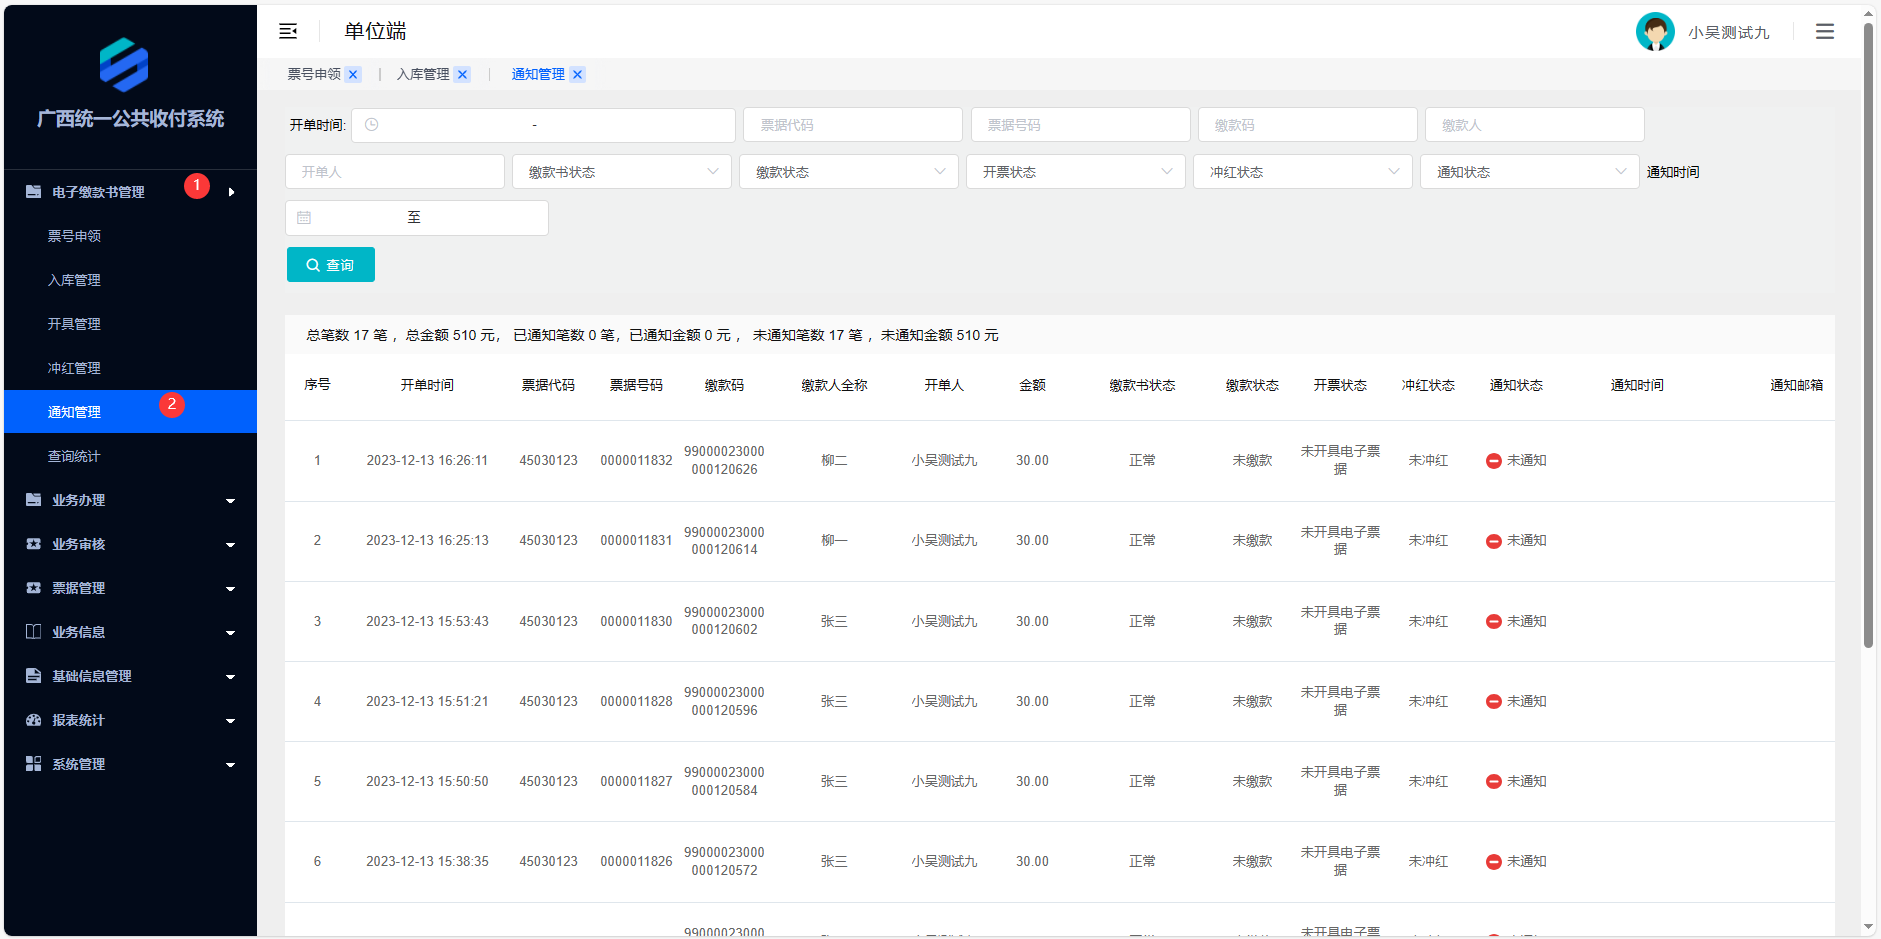 单位端
小吴测试九
广西统一公共收付系统
电子缴款书管理 1
票号申领
入库管理
开具管理
冲红管理
通知管理 2
查询统计
业务办理
业务审核
票据管理
业务信息
基础信息管理
报表统计
系统管理
票号申领 | 入库管理 | 通知管理
开单时间: - 票据代码 票据号码 缴款码 缴款人
开单人 缴款书状态 缴款状态 开票状态 冲红状态 通知状态 通知时间
至
查询
总笔数 17 笔 ，总金额 510 元， 已通知笔数 0 笔，已通知金额 0 元 ， 未通知笔数 17 笔 ，未通知金额 510 元
序号 开单时间 票据代码 票据号码 缴款码 缴款人全称 开单人 金额 缴款书状态 缴款状态 开票状态 冲红状态 通知状态 通知时间 通知邮箱
1 2023-12-13 16:26:11 45030123 0000011832 99000023000 柳二 小吴测试九 30.00 正常 未缴款 未开具电子票 未冲红 未通知
000120626 据
2 2023-12-13 16:25:13 45030123 0000011831 99000023000 柳一 小吴测试九 30.00 正常 未缴款 未开具电子票 未冲红 未通知
000120614 据
3 2023-12-13 15:53:43 45030123 0000011830 99000023000 张三 小吴测试九 30.00 正常 未缴款 未开具电子票 未冲红 未通知
000120602 据
4 2023-12-13 15:51:21 45030123 0000011828 99000023000 张三 小吴测试九 30.00 正常 未缴款 未开具电子票 未冲红 未通知
000120596 据
5 2023-12-13 15:50:50 45030123 0000011827 99000023000 张三 小吴测试九 30.00 正常 未缴款 未开具电子票 未冲红 未通知
000120584 据
6 2023-12-13 15:38:35 45030123 0000011826 99000023000 张三 小吴测试九 30.00 正常 未缴款 未开具电子票 未冲红 未通知
000120572 据
99000023000 未开具电子票